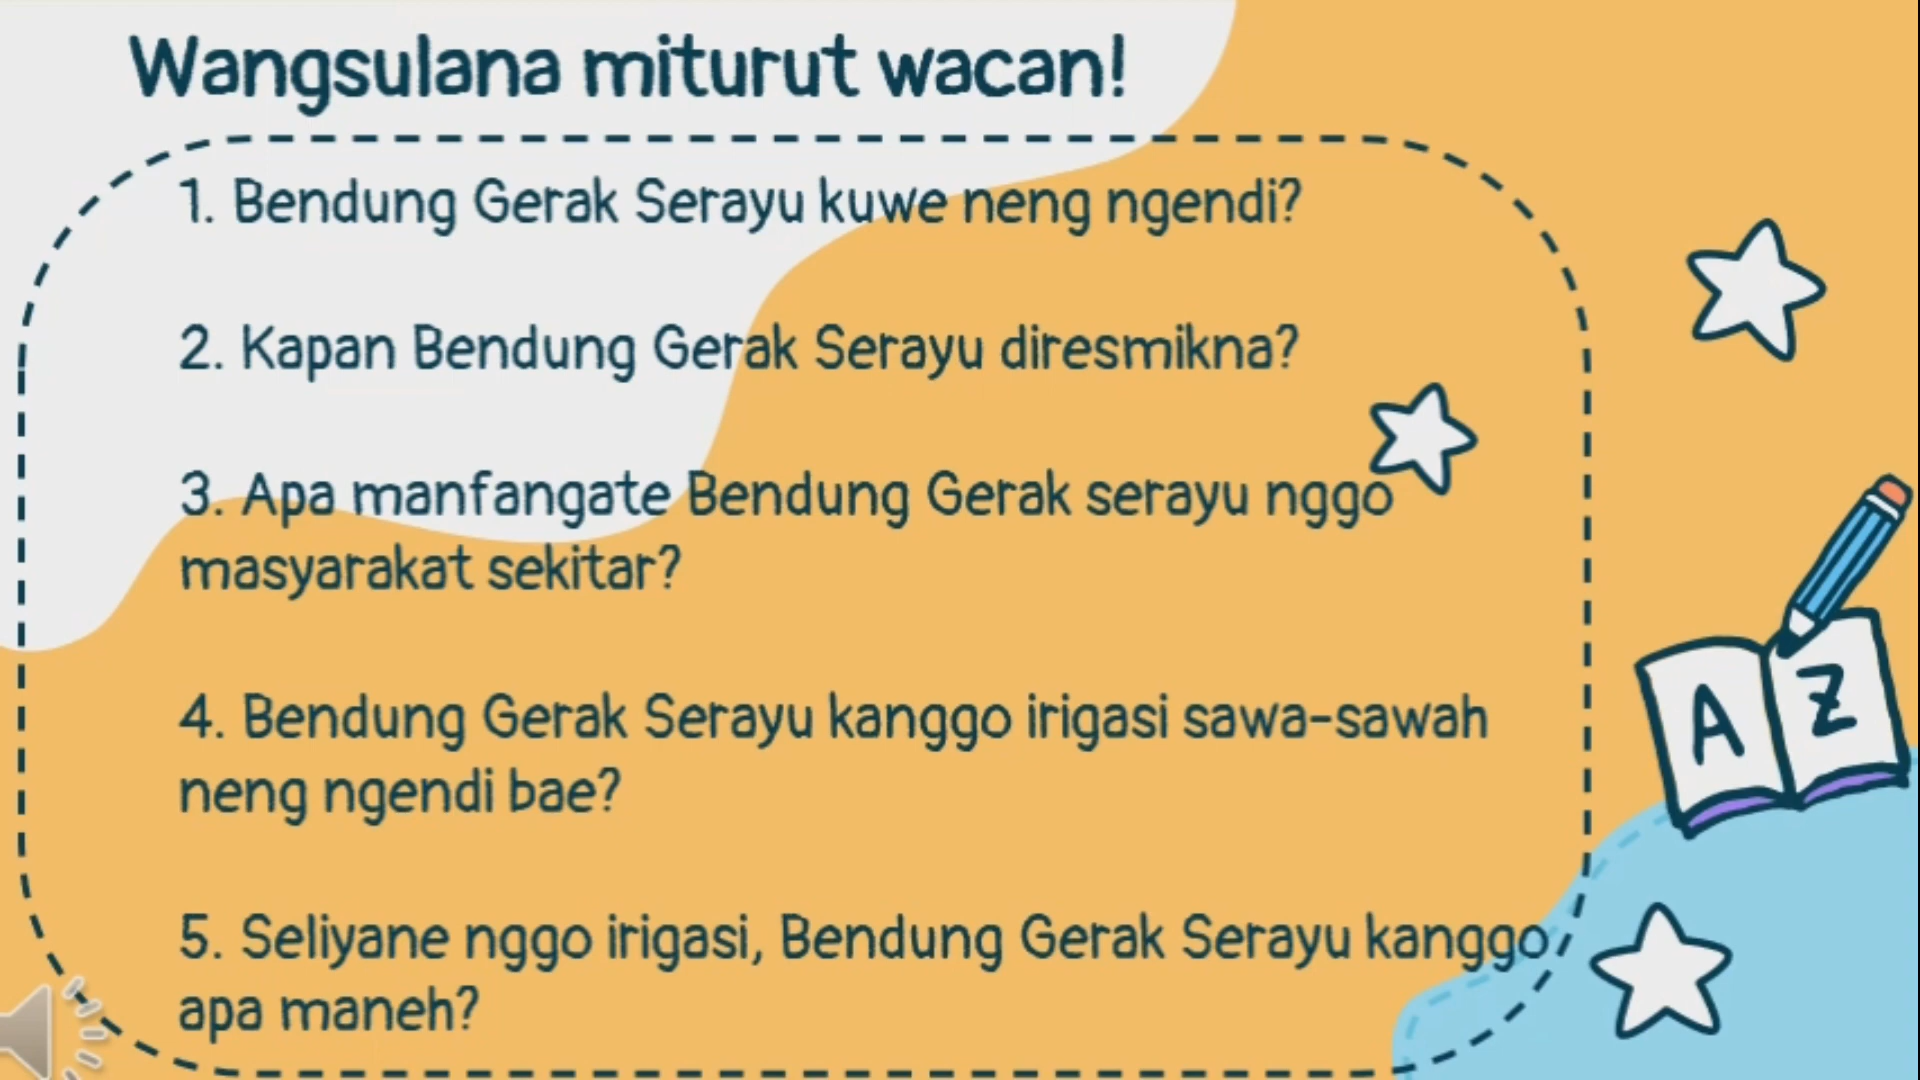 Wangsulana miturut wacan!
1. Bendung Gerak Serayu kuwe neng ngendi?
2. Kapan Bendung Gerak Serayu diresmikna?
3. Apa manfangate Bendung Gerak serayu nggo
masyarakat sekitar?
4. Bendung Gerak Serayu kanggo irigasi sawa-sawah
neng ngendi bae?
5. Seliyane nggo irigasi, Bendung Gerak Serayu kanggo
apa maneh?
A Z